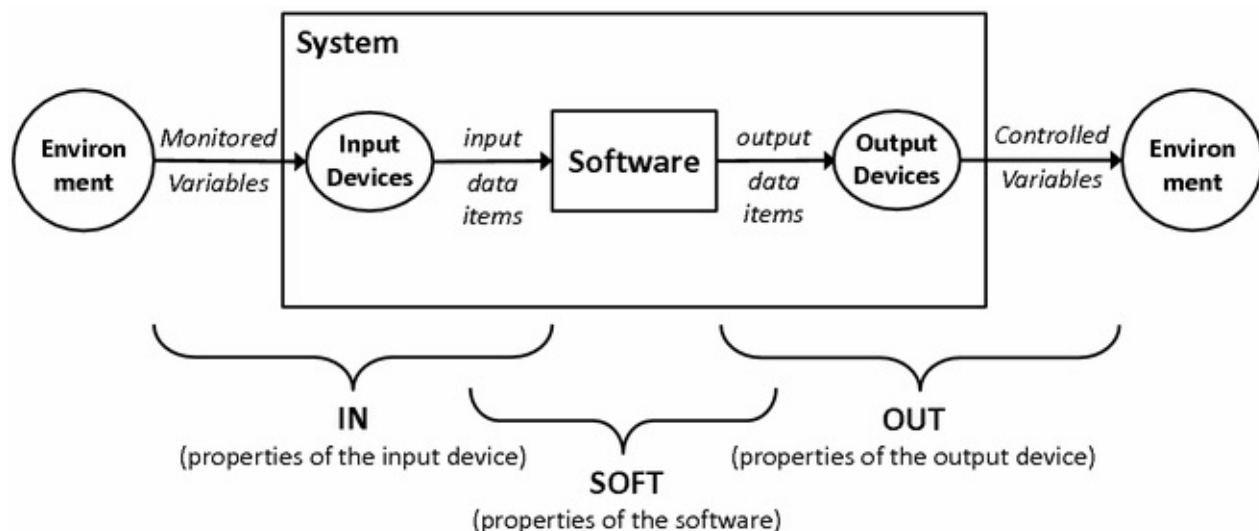 System
Environ
ment
Monitored
Variables
Input
Devices
input
data
items
Software
output
data
items
Output
Devices
Controlled
Variables
Environ
ment
IN
(properties of the input device)
OUT
(properties of the output device)
SOFT
(properties of the software)